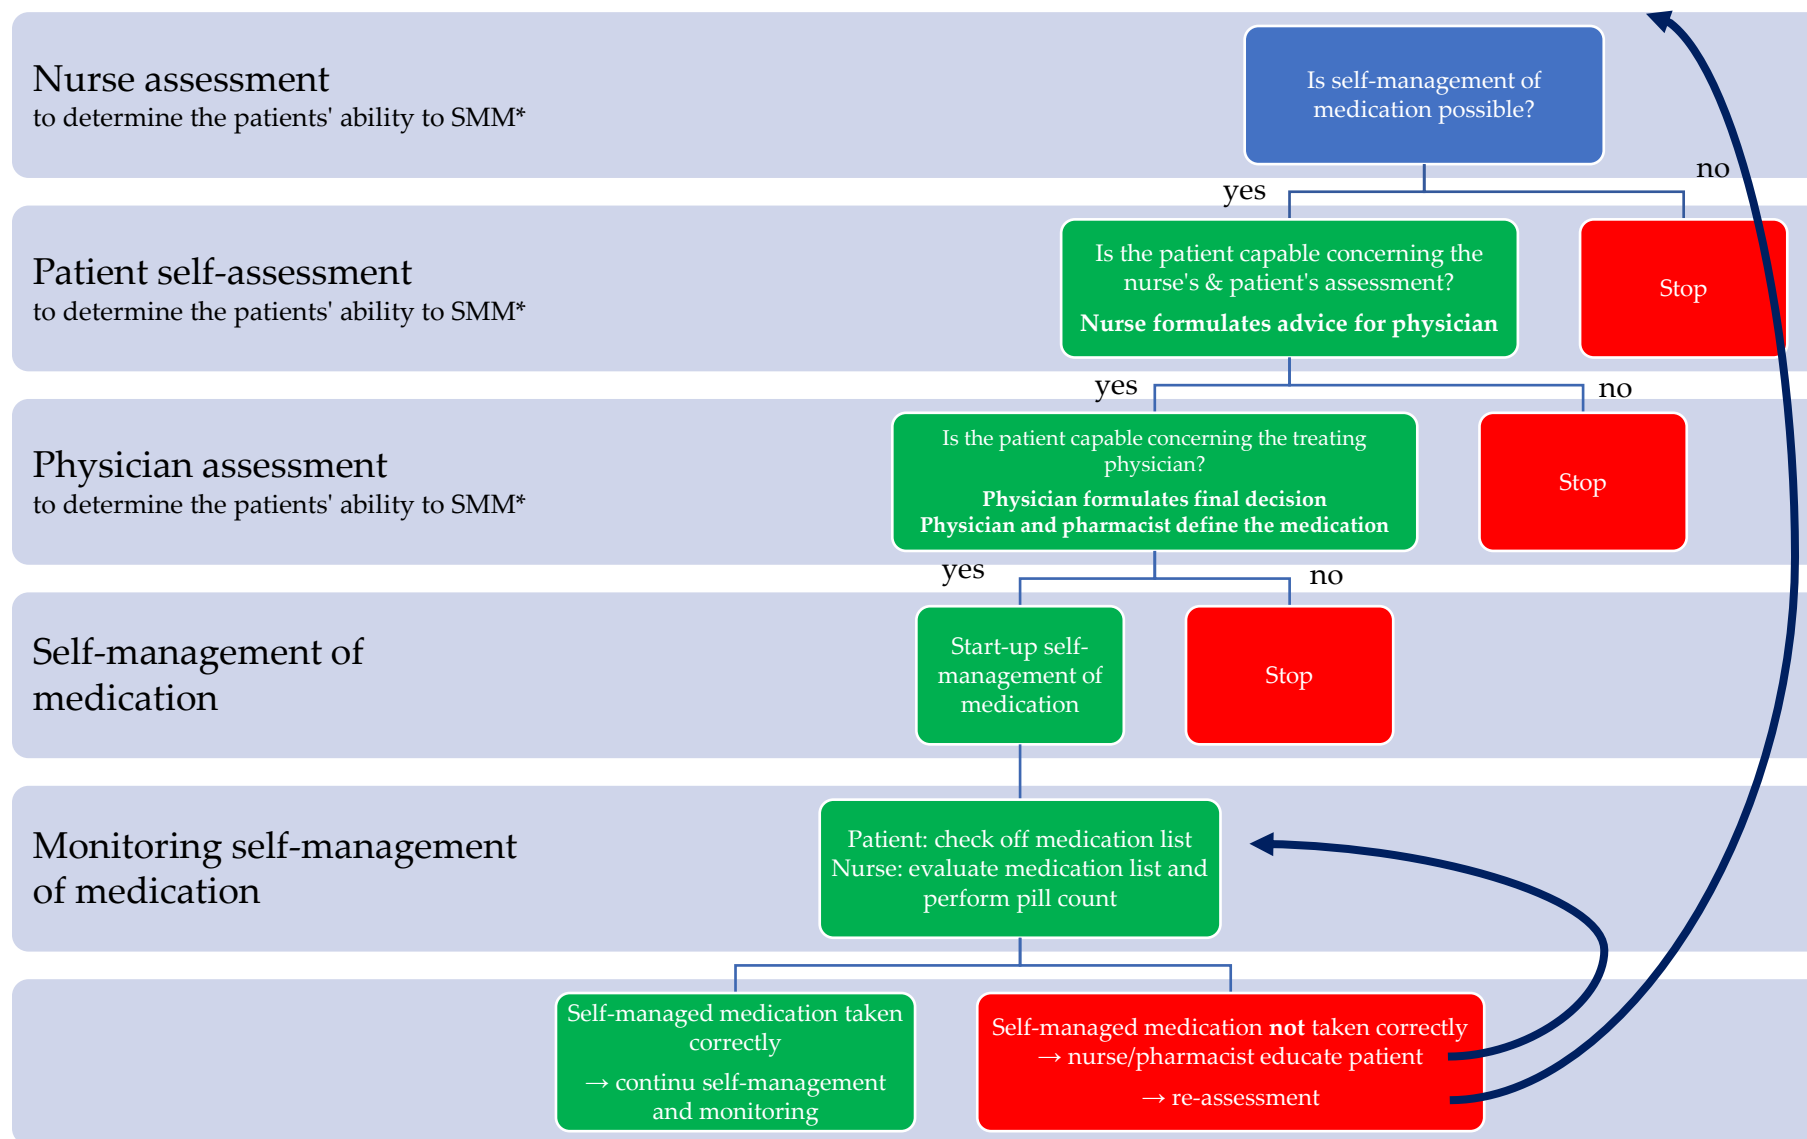 Nurse assessment
to determine the patients' ability to SMM*
Is self-management of
medication possible?
yes
no
Patient self-assessment
to determine the patients' ability to SMM*
Is the patient capable concerning the
nurse's & patient's assessment?
Nurse formulates advice for physician
Stop
yes
no
Physician assessment
to determine the patients' ability to SMM*
Is the patient capable concerning the treating
physician?
Physician formulates final decision
Physician and pharmacist define the medication
Stop
yes
no
Self-management of
medication
Start-up self-
management of
medication
Stop
Monitoring self-management
of medication
Patient: check off medication list
Nurse: evaluate medication list and
perform pill count
Self-managed medication taken
correctly
→ continu self-management
and monitoring
Self-managed medication not taken correctly
→ nurse/pharmacist educate patient
→ re-assessment